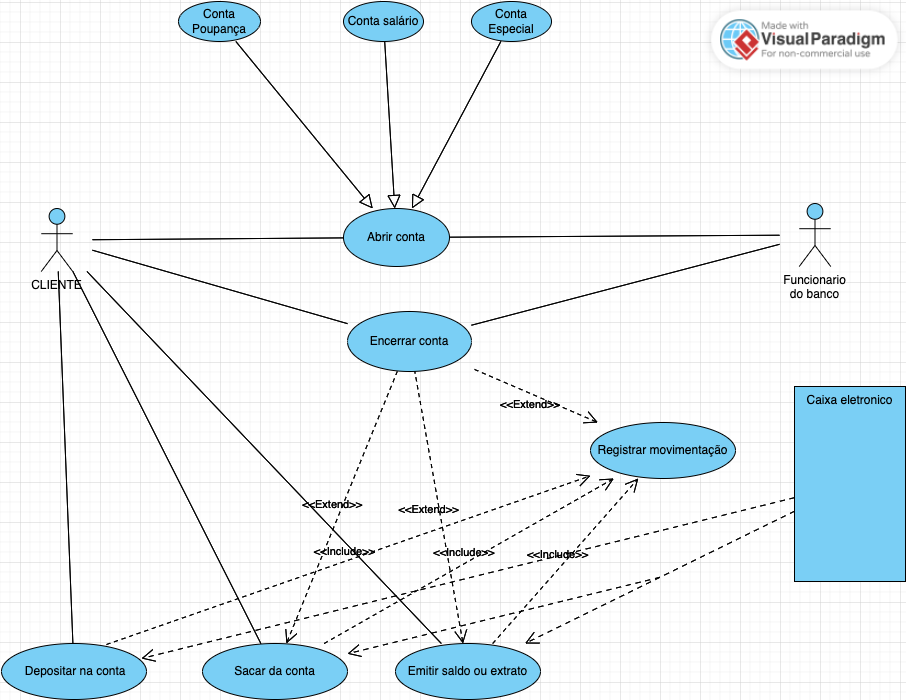 Conta
Poupança
Conta salário
Conta
Especial
Made with
VisualParadigm
For non-commercial use
Abrir conta
CLIENTE
Funcionario
do banco
Encerrar conta
Caixa eletronico
<<Extend>>
Registrar movimentação
<<Extend>>
<<Extend>>
<<Include>>
<<Include>>
<<Include>>
Depositar na conta
Sacar da conta
Emitir saldo ou extrato